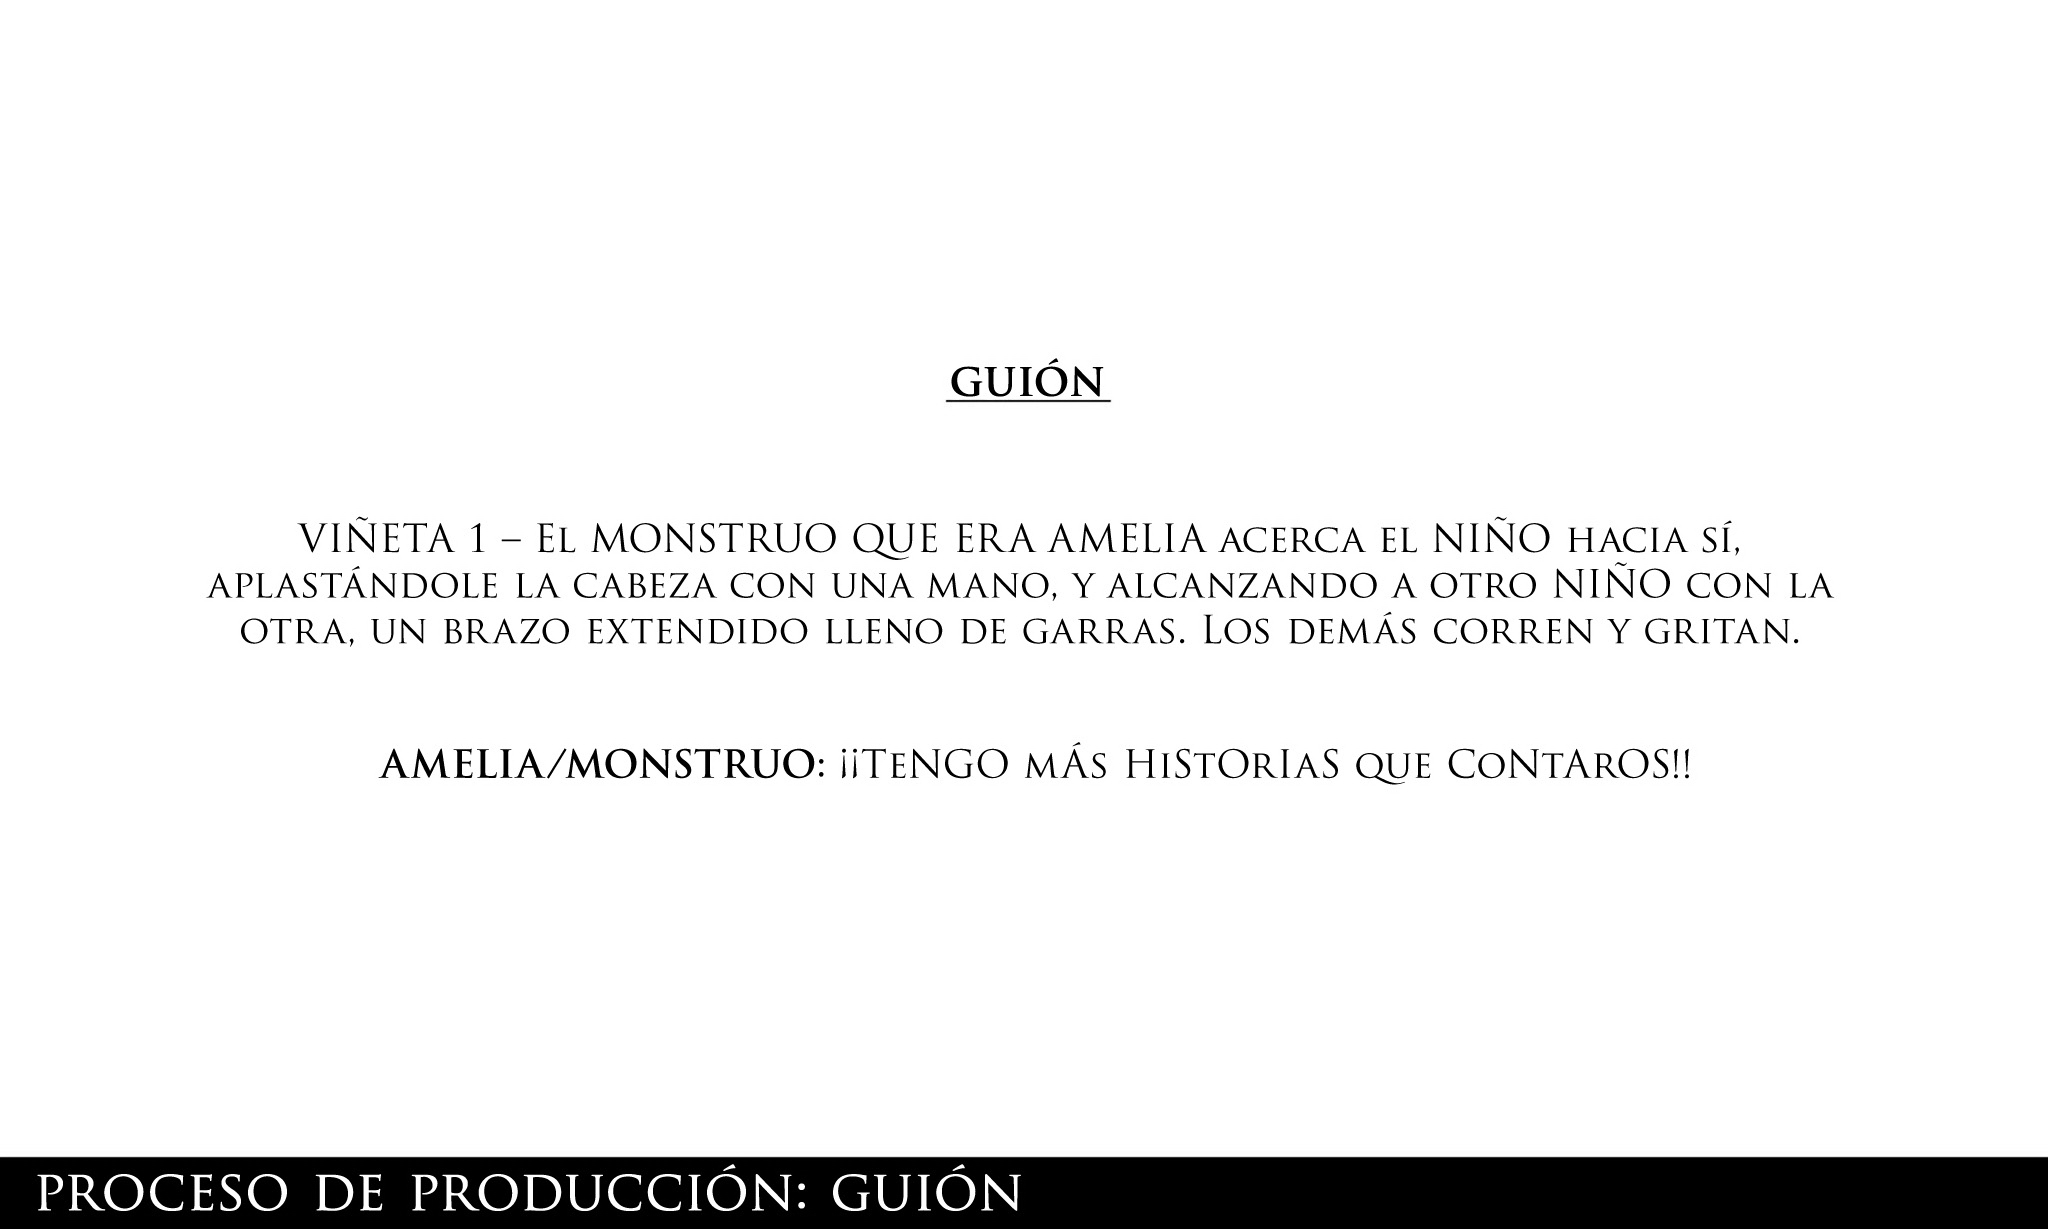 GUIÓN
VIÑETA 1 – El MONSTRUO QUE ERA AMELIA acerca el NIÑO hacia sí,
aplastándole la cabeza con una mano, y alcanzando a otro NIÑO con la
otra, un brazo extendido lleno de garras. Los demás corren y gritan.
AMELIA/MONSTRUO: ¡¡TeNGO mÁs HiSTOrIaS que CoNtArOS!!
PROCESO DE PRODUCCIÓN: GUIÓN